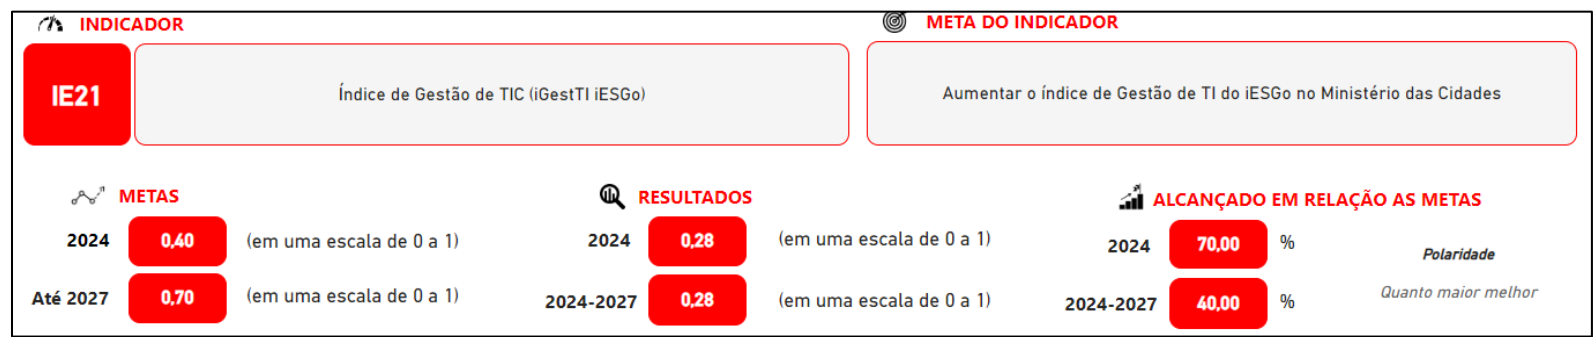 INDICADOR
META DO INDICADOR
IE21
Índice de Gestão de TIC (iGestTI iESGo)
Aumentar o índice de Gestão de TI do iESGo no Ministério das Cidades
METAS
RESULTADOS
ALCANÇADO EM RELAÇÃO AS METAS
2024 0,40 (em uma escala de 0 a 1)
2024 0,28 (em uma escala de 0 a 1)
2024 70,00 %
Polaridade
Até 2027 0,70 (em uma escala de 0 a 1)
2024-2027 0,28 (em uma escala de 0 a 1)
2024-2027 40,00 %
Quanto maior melhor